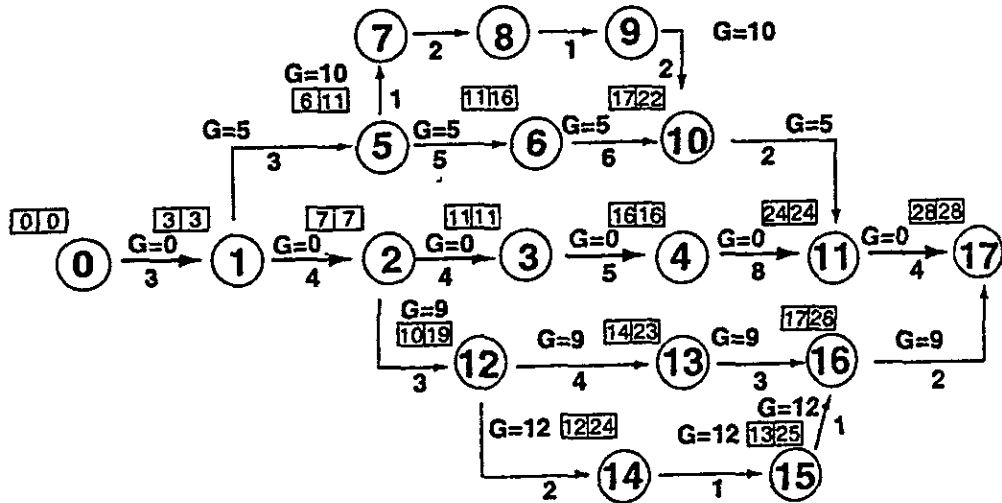 7 8 9 G=10
2 1 2
G=10
6 11 1 11 16 17 22
G=5 5 G=5 6 G=5 10 G=5
3 5 6 2
0 0 3 3 7 7 11 11 16 16 24 24 28 28
0 G=0 1 G=0 2 G=0 3 G=0 4 G=0 11 G=0 17
3 4 4 5 8 4
G=9
10 19 12 G=9 14 23 13 G=9 17 26 16 G=9
3 4 3 2
G=12 12 24 G=12 13 25 G=12 1
14 15
2 1